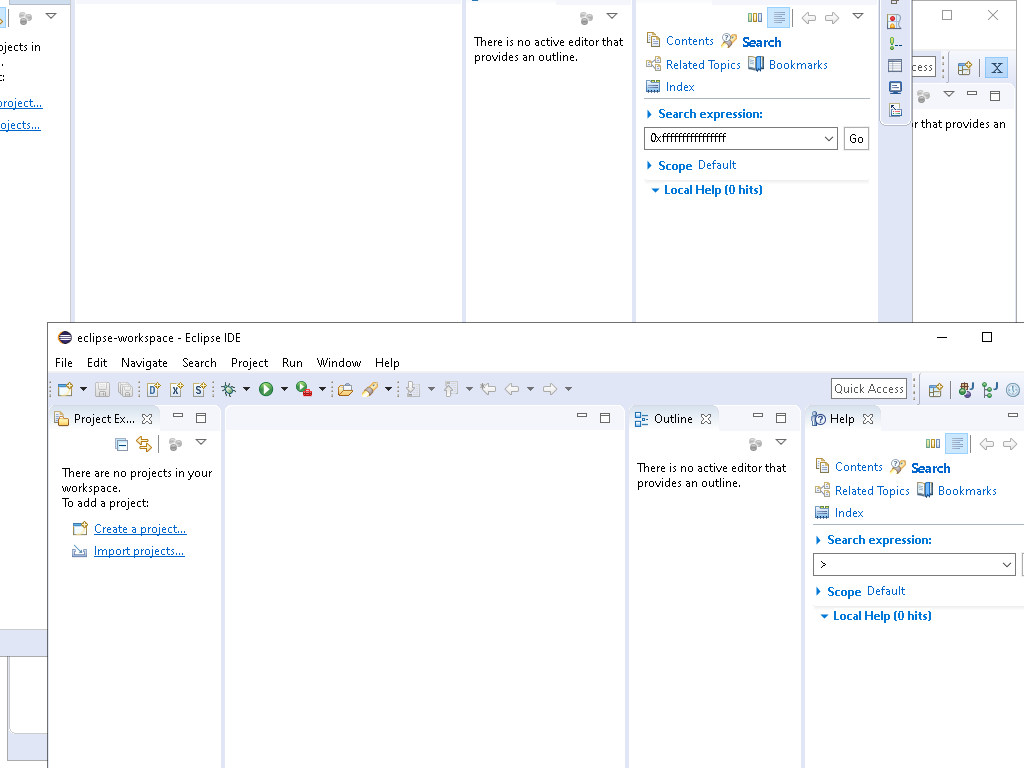 ojects in
project...
ojects...
There is no active editor that
provides an outline.
Contents Search
Related Topics Bookmarks
Index
Search expression:
0xffffffffffffffff Go
Scope Default
Local Help (0 hits)
cess
X
or that provides an
eclipse-workspace - Eclipse IDE
File Edit Navigate Search Project Run Window Help
Quick Access
Project Ex... Outline Help
There are no projects in your
workspace.
To add a project:
Create a project...
Import projects...
There is no active editor that
provides an outline.
Contents Search
Related Topics Bookmarks
Index
Search expression:
>
Scope Default
Local Help (0 hits)